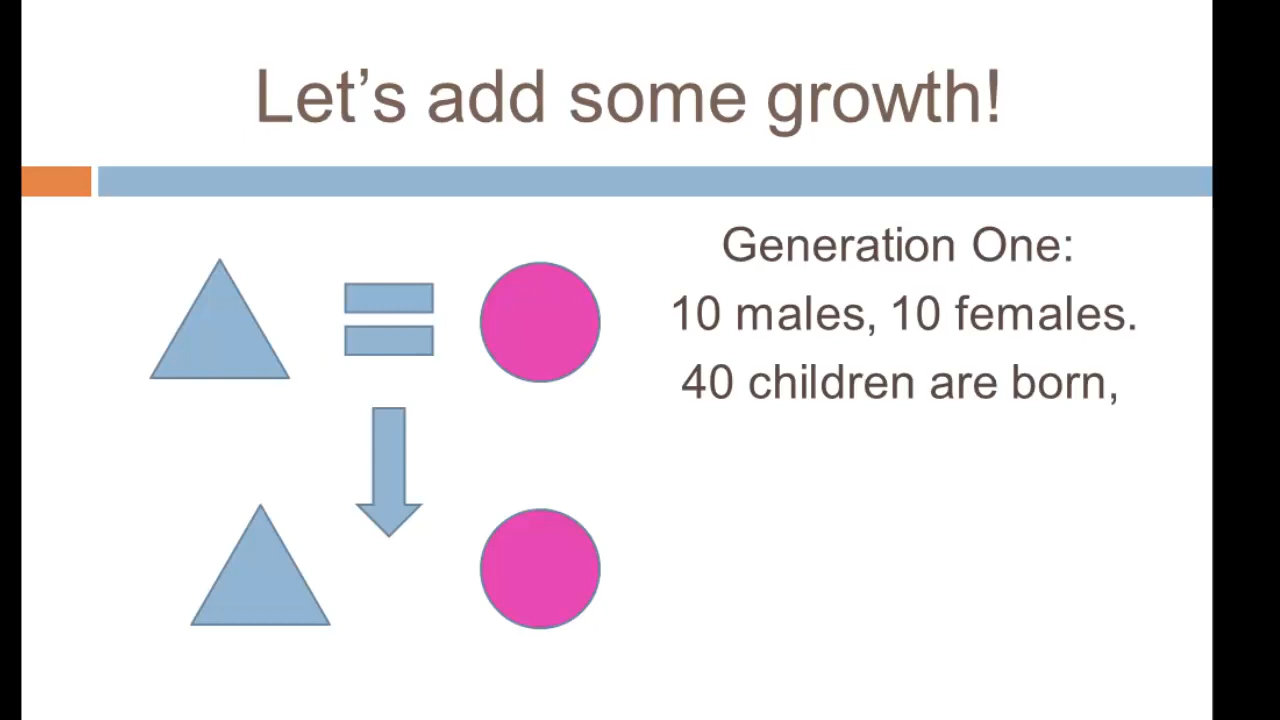 Let’s add some growth!
Generation One:
10 males, 10 females.
40 children are born,